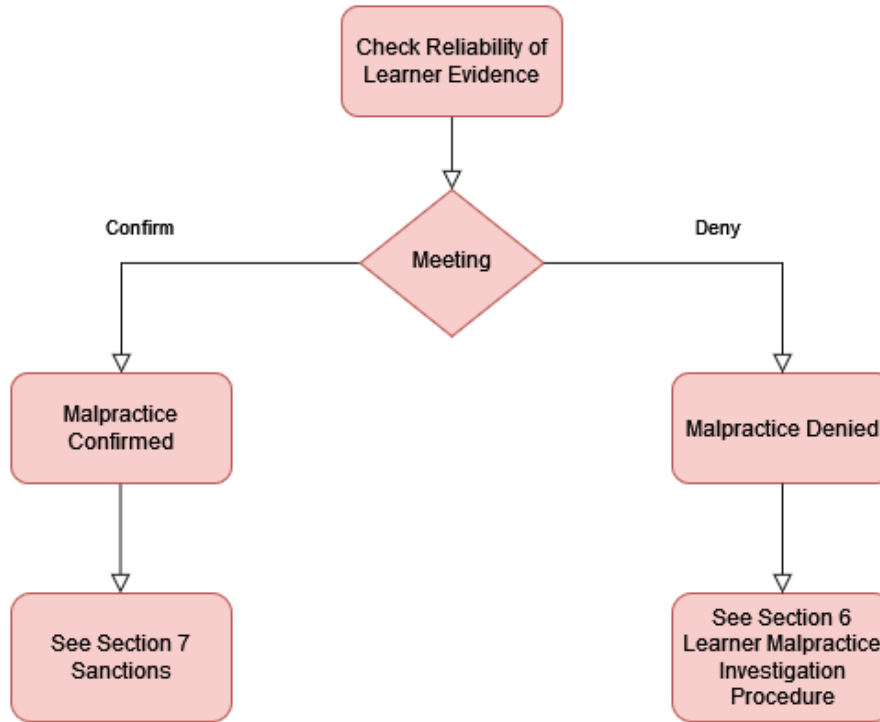 Check Reliability of
Learner Evidence
Confirm
Deny
Meeting
Malpractice
Confirmed
Malpractice Denied
See Section 7
Sanctions
See Section 6
Learner Malpractice
Investigation
Procedure